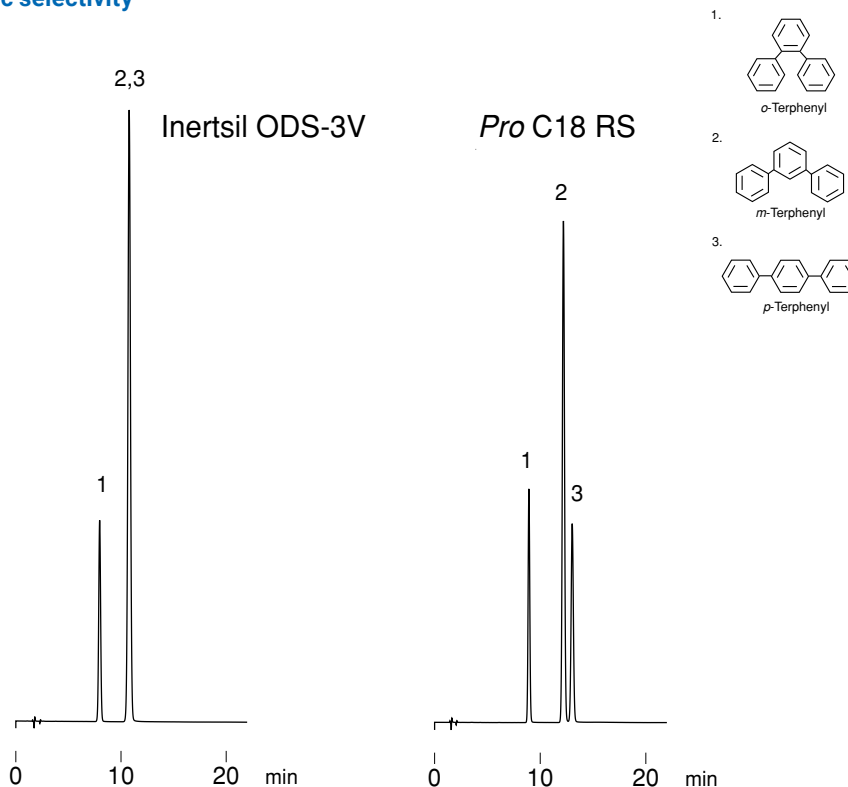 c selectivity
2,3
Inertsil ODS-3V
1
0 10 20 min
Pro C18 RS
2
1
3
0 10 20 min
1.
o-Terphenyl
2.
m-Terphenyl
3.
p-Terphenyl